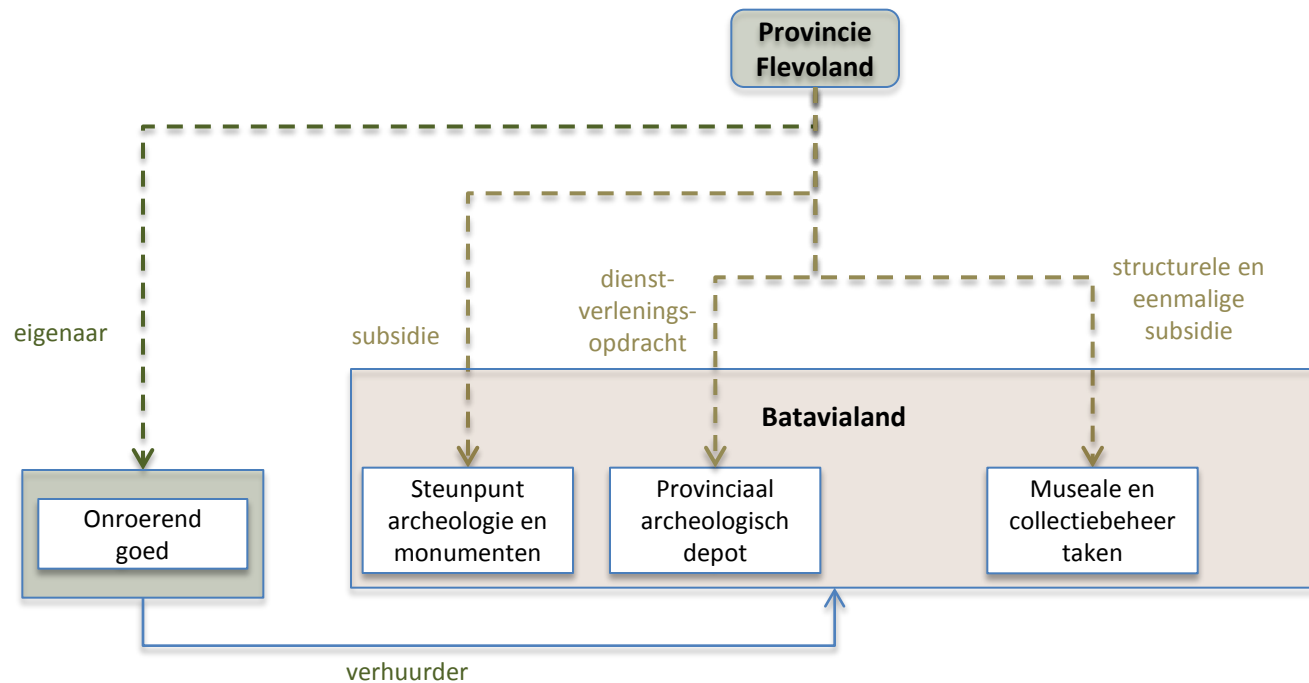 Provincie
Flevoland
eigenaar
subsidie
dienst-
verlenings-
opdracht
structurele en
eenmalige
subsidie
Batavialand
Onroerend
goed
Steunpunt
archeologie en
monumenten
Provinciaal
archeologisch
depot
Museale en
collectiebeheer
taken
verhuurder